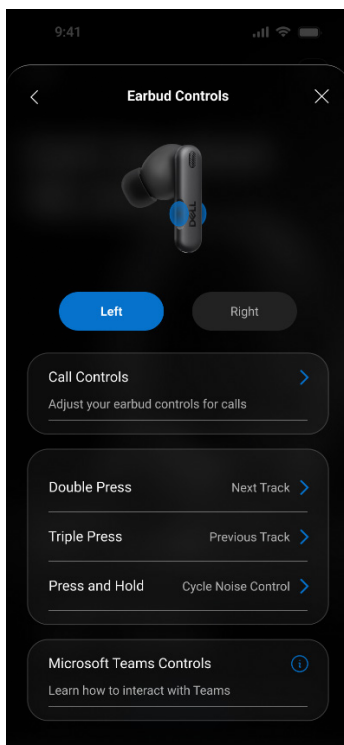 9:41
Earbud Controls
DELL
Left
Right
Call Controls
Adjust your earbud controls for calls
Double Press
Next Track
Triple Press
Previous Track
Press and Hold
Cycle Noise Control
Microsoft Teams Controls
Learn how to interact with Teams